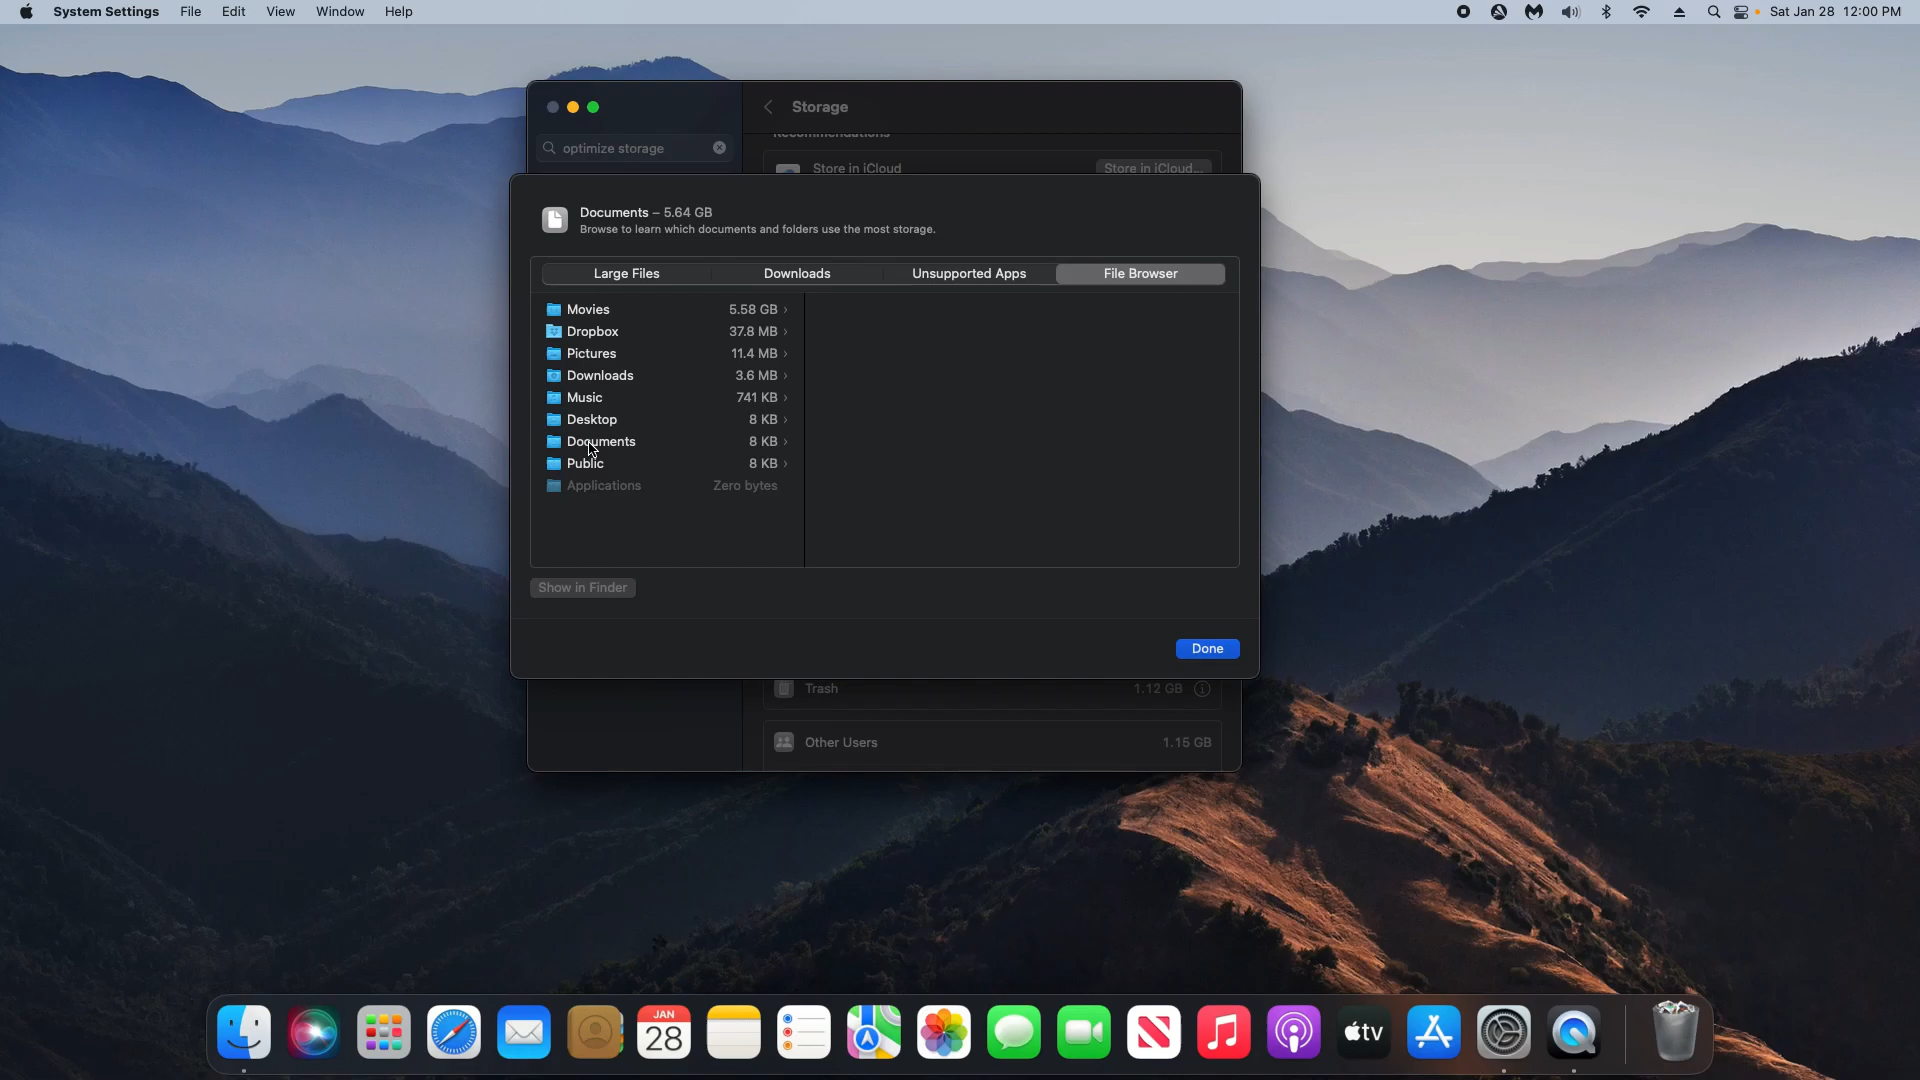 System Settings File Edit View Window Help Sat Jan 28 12:00 PM
Storage
optimize storage
Recommendations
Store in iCloud Store in iCloud...
Documents – 5.64 GB
Browse to learn which documents and folders use the most storage.
Large Files Downloads Unsupported Apps File Browser
Movies 5.58 GB
Dropbox 37.8 MB
Pictures 11.4 MB
Downloads 3.6 MB
Music 741 KB
Desktop 8 KB
Documents 8 KB
Public 8 KB
Applications Zero bytes
Show in Finder
Done
Trash 1.12 GB
Other Users 1.15 GB
JAN
28
tv